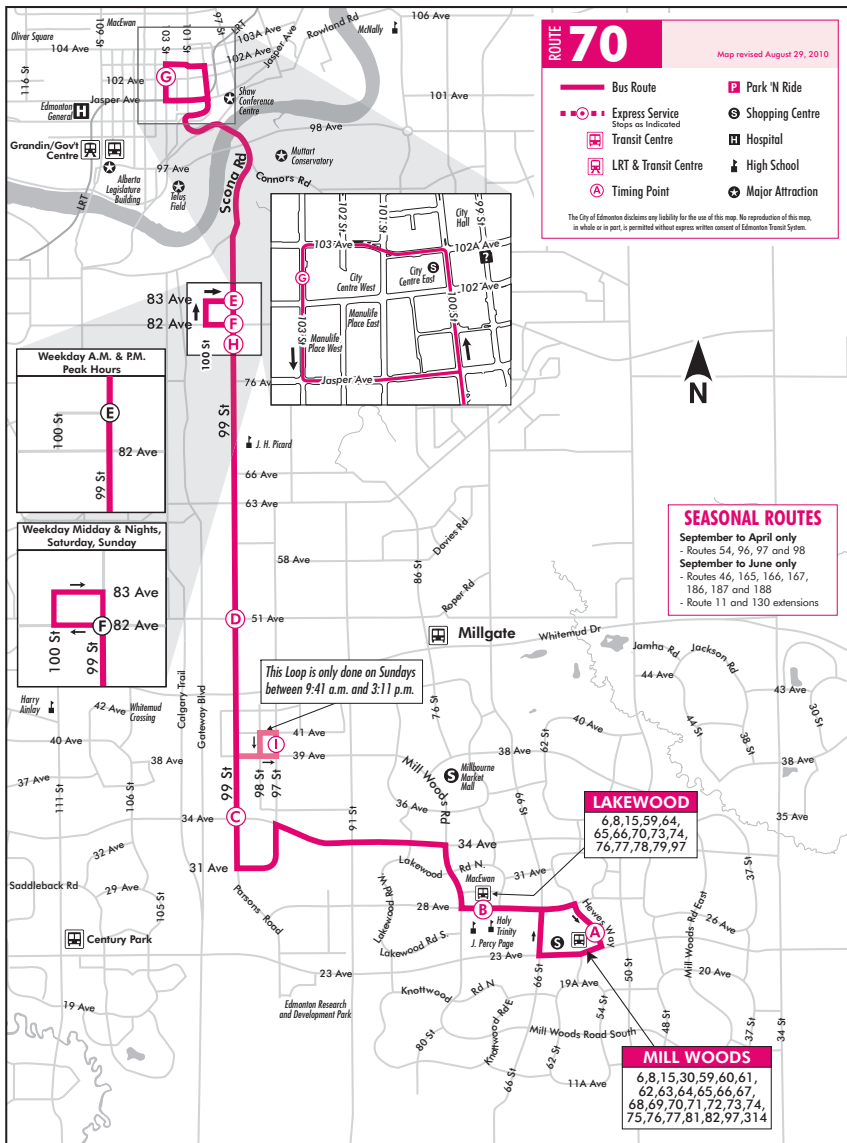 ROUTE
70
Map revised August 29, 2010
Bus Route
Express Service
Stops as Indicated
Transit Centre
LRT & Transit Centre
A
Timing Point
P
Park 'N Ride
S
Shopping Centre
H
Hospital
High School
Major Attraction
The City of Edmonton disclaims any liability for the use of this map. No reproduction of this map,
in whole or in part, is permitted without express written consent of Edmonton Transit System.
Oliver Square
MacEwan
109 St
103 St
101 St
97 St
LRT
103A Ave
Rowland Rd
McNally
106 Ave
104 Ave
102A Ave
Jasper Ave
116 St
102 Ave
G
Jasper Ave
Shaw
Conference
Centre
101 Ave
Edmonton
General
H
98 Ave
Grandin/Gov't
Centre
97 Ave
Muttart
Conservatory
Alberta
Legislature
Building
Telus
Field
LRT
Scona Rd
Connors Rd
102 St
101 St
City
Hall
99 St
103 Ave
102A Ave
?
G
City
Centre West
City
Centre East
S
102 Ave
100 St
Manulife
Place East
103 St
Manulife
Place West
Jasper Ave
83 Ave
E
82 Ave
F
H
100 St
76 Av
N
Weekday A.M. & P.M.
Peak Hours
E
100 St
82 Ave
99 St
99 St
J. H. Picard
66 Ave
63 Ave
Weekday Midday & Nights,
Saturday, Sunday
83 Ave
F
82 Ave
100 St
99 St
58 Ave
86 St
Davies Rd
Roper Rd
D
51 Ave
Millgate
Whitemud Dr
SEASONAL ROUTES
September to April only
- Routes 54, 96, 97 and 98
September to June only
- Routes 46, 165, 166, 167,
186, 187 and 188
- Route 11 and 130 extensions
This Loop is only done on Sundays
between 9:41 a.m. and 3:11 p.m.
Jamha Rd
Jackson Rd
44 Ave
43 Ave
30 St
Harry
Ainlay
42 Ave
Whitemud
Crossing
Calgary Trail
Gateway Blvd
41 Ave
I
39 Ave
98 St
97 St
76 St
40 Ave
62 St
44 St
38 St
40 Ave
38 Ave
38 Ave
38 Ave
37 Ave
111 St
106 St
99 St
S
Millbourne
Market
Mall
Mill Woods Rd
66 St
36 Ave
35 Ave
34 Ave
C
91 St
34 Ave
LAKEWOOD
6,8,15,59,64,
65,66,70,73,74,
76,77,78,79,97
32 Ave
31 Ave
Lakewood
Rd N.
31 Ave
37 St
MacEwan
Saddleback Rd
29 Ave
105 St
Parsons Road
Lakewood Rd W
28 Ave
B
Hewes Way
26 Ave
Century Park
Lakewood Rd S.
Holy
Trinity
J. Percy Page
S
A
Mill Woods Rd East
23 Ave
23 Ave
66 St
50 St
20 Ave
19A Ave
19 Ave
Edmonton Research
and Development Park
Knottwood
Rd N
Knottwood Rd E
54 St
48 St
37 St
34 St
80 St
Mill Woods Road South
62 St
66 St
11A Ave
MILL WOODS
6,8,15,30,59,60,61,
62,63,64,65,66,67,
68,69,70,71,72,73,74,
75,76,77,81,82,97,314